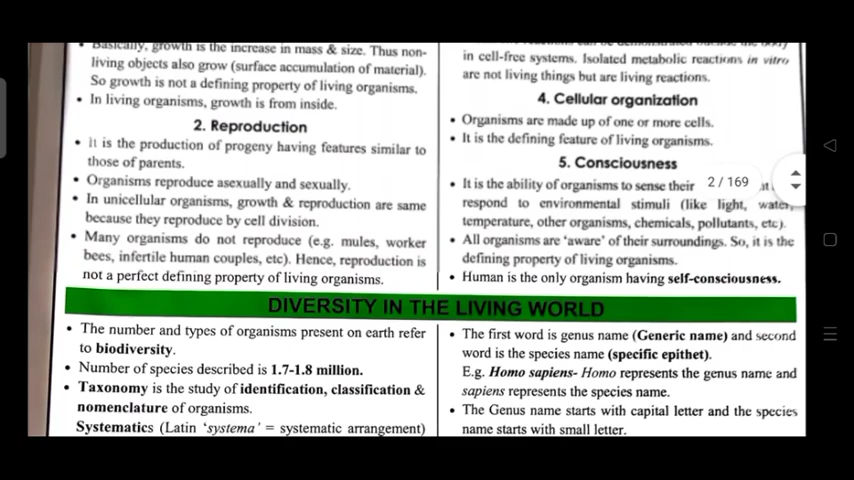 Basically, growth is the increase in mass & size. Thus non-
living objects also grow (surface accumulation of material).
So growth is not a defining property of living organisms.
• In living organisms, growth is from inside.
2. Reproduction
• It is the production of progeny having features similar to
those of parents.
• Organisms reproduce asexually and sexually.
• In unicellular organisms, growth & reproduction are same
because they reproduce by cell division.
• Many organisms do not reproduce (e.g. mules, worker
bees, infertile human couples, etc). Hence, reproduction is
not a perfect defining property of living organisms.
in cell-free systems. Isolated metabolic reactions in vitro
are not living things but are living reactions.
4. Cellular organization
• Organisms are made up of one or more cells.
• It is the defining feature of living organisms.
5. Consciousness
• It is the ability of organisms to sense their
2 / 169
respond to environmental stimuli (like light, water,
temperature, other organisms, chemicals, pollutants, etc).
• All organisms are 'aware' of their surroundings. So, it is the
defining property of living organisms.
• Human is the only organism having self-consciousness.
DIVERSITY IN THE LIVING WORLD
• The number and types of organisms present on earth refer
to biodiversity.
• Number of species described is 1.7-1.8 million.
• Taxonomy is the study of identification, classification &
nomenclature of organisms.
Systematics (Latin 'systema' = systematic arrangement)
• The first word is genus name (Generic name) and second
word is the species name (specific epithet).
E.g. Homo sapiens- Homo represents the genus name and
sapiens represents the species name.
• The Genus name starts with capital letter and the species
name starts with small letter.